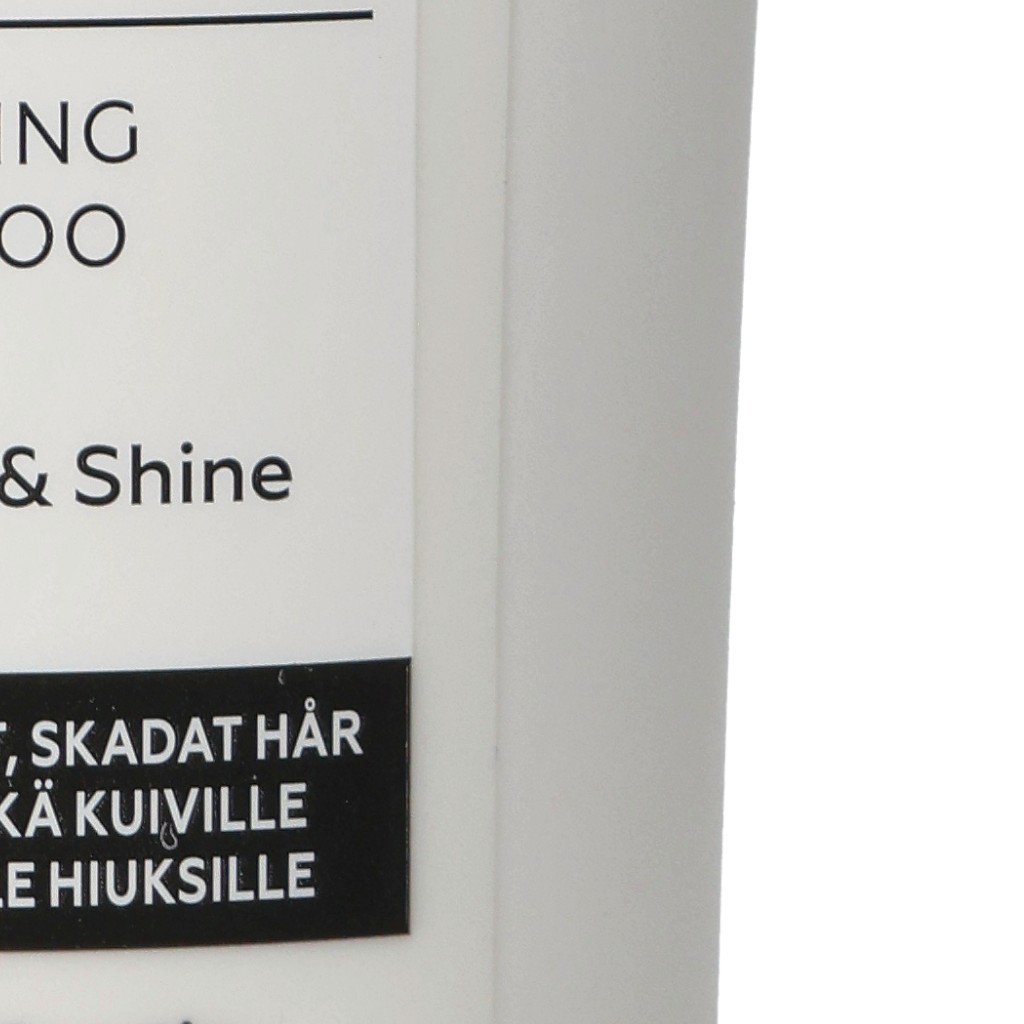 ING
OO
& Shine
, SKADAT HÅR
KÄ KUIVILLE
LE HIUKSILLE